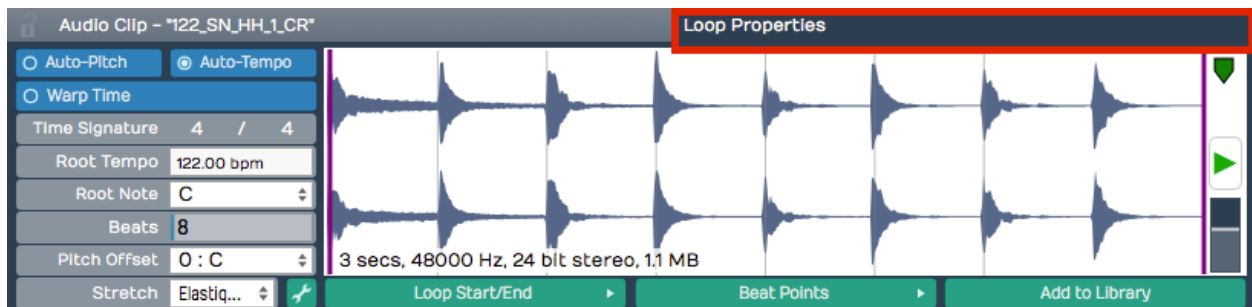 Audio Clip – "122_SN_HH_1_CR"
Loop Properties
Auto-Pitch
Auto-Tempo
Warp Time
Time Signature 4 / 4
Root Tempo 122.00 bpm
Root Note C
Beats 8
Pitch Offset 0 : C
Stretch Elastiq...
3 secs, 48000 Hz, 24 bit stereo, 1.1 MB
Loop Start/End
Beat Points
Add to Library